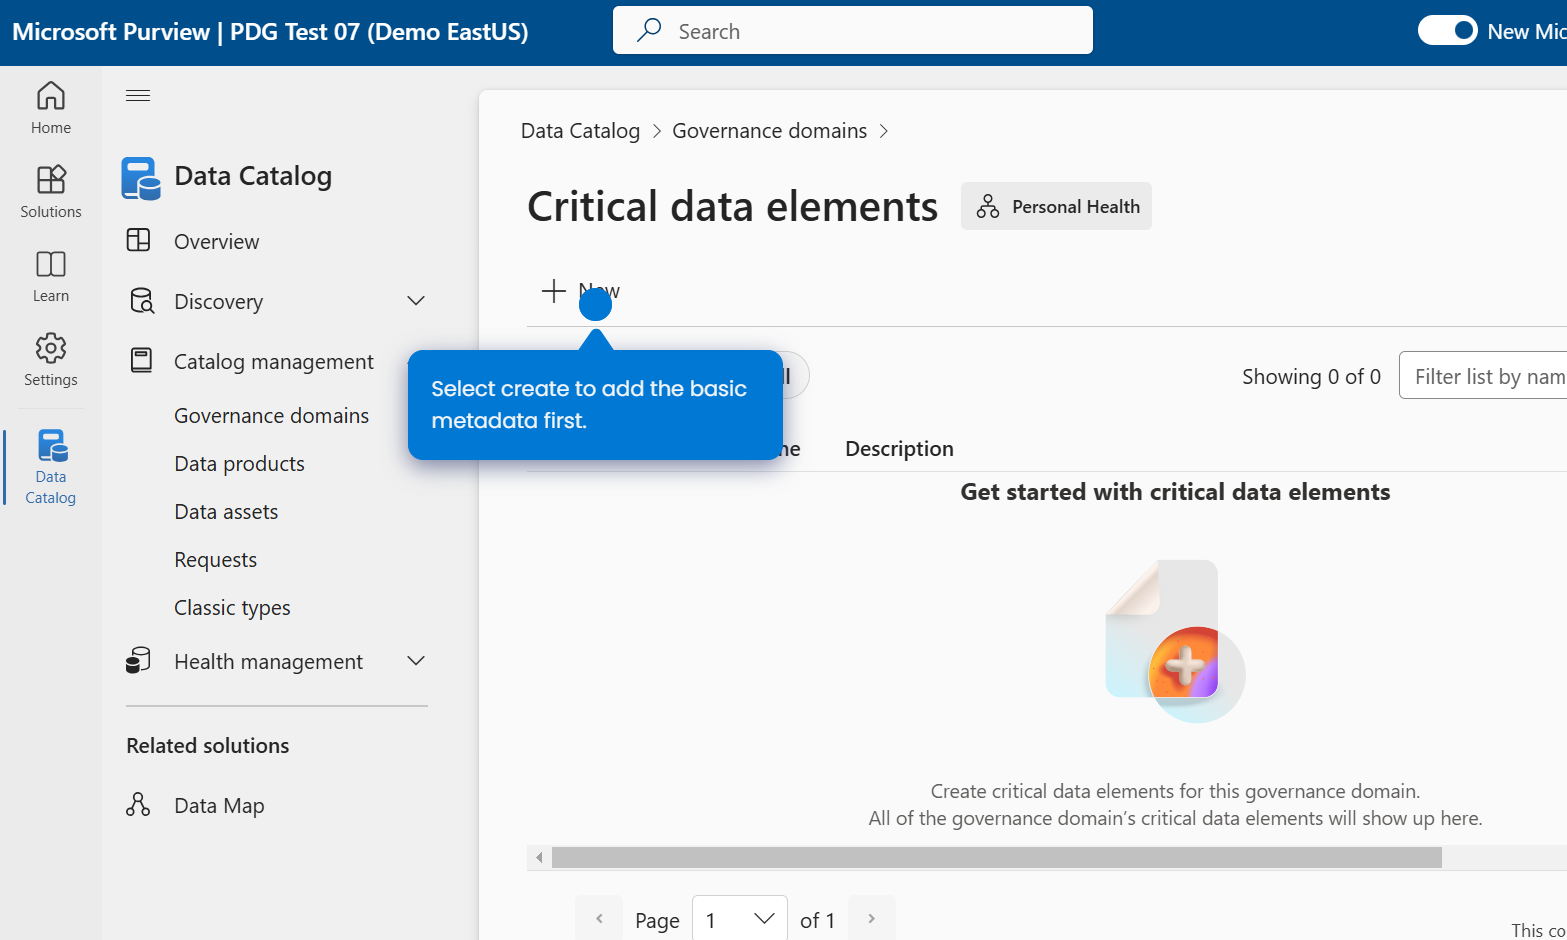 Microsoft Purview | PDG Test 07 (Demo EastUS)
Search
New Mic
Home
Solutions
Learn
Settings
Data
Catalog
Data Catalog
Overview
Discovery
Catalog management
Governance domains
Data products
Data assets
Requests
Classic types
Health management
Related solutions
Data Map
Data Catalog > Governance domains >
Critical data elements
Personal Health
New
Select create to add the basic
metadata first.
Showing 0 of 0
Filter list by nam
Description
Get started with critical data elements
Create critical data elements for this governance domain.
All of the governance domain’s critical data elements will show up here.
Page 1 of 1
This co